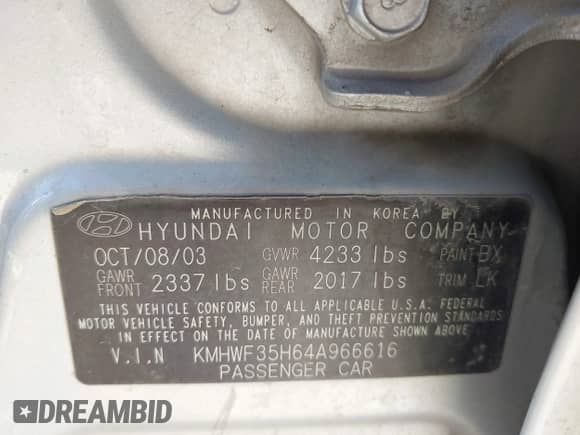 MANUFACTURED IN KOREA BY
HYUNDAI MOTOR COMPANY
OCT/08/03 GVWR 4233 lbs PAINT BX
GAWR FRONT 2337 lbs GAWR REAR 2017 lbs TRIM LK
THIS VEHICLE CONFORMS TO ALL APPLICABLE U.S.A. FEDERAL
MOTOR VEHICLE SAFETY, BUMPER, AND THEFT PREVENTION STANDARDS
IN EFFECT ON THE DATE OF MANUFACTURE SHOWN ABOVE.
V.I.N KMHWF35H64A966616
PASSENGER CAR
DREAMBID